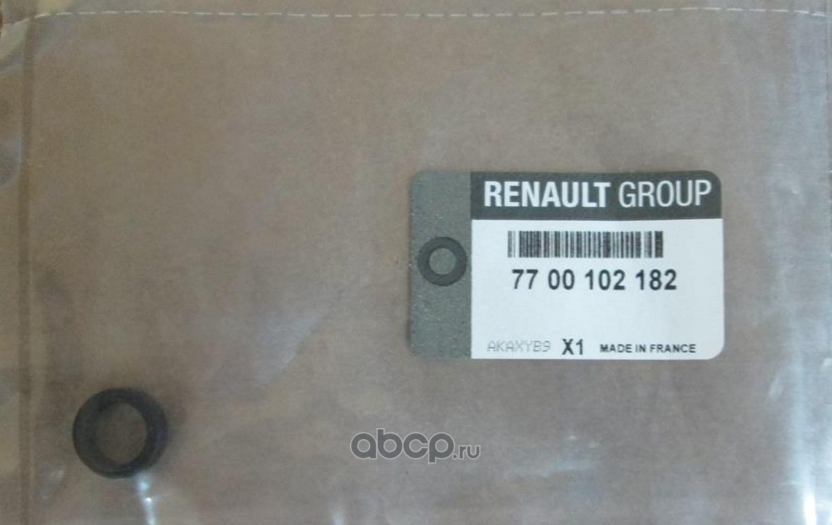 RENAULT GROUP
77 00 102 182
AKAXYB9 X1 MADE IN FRANCE
abcp.ru